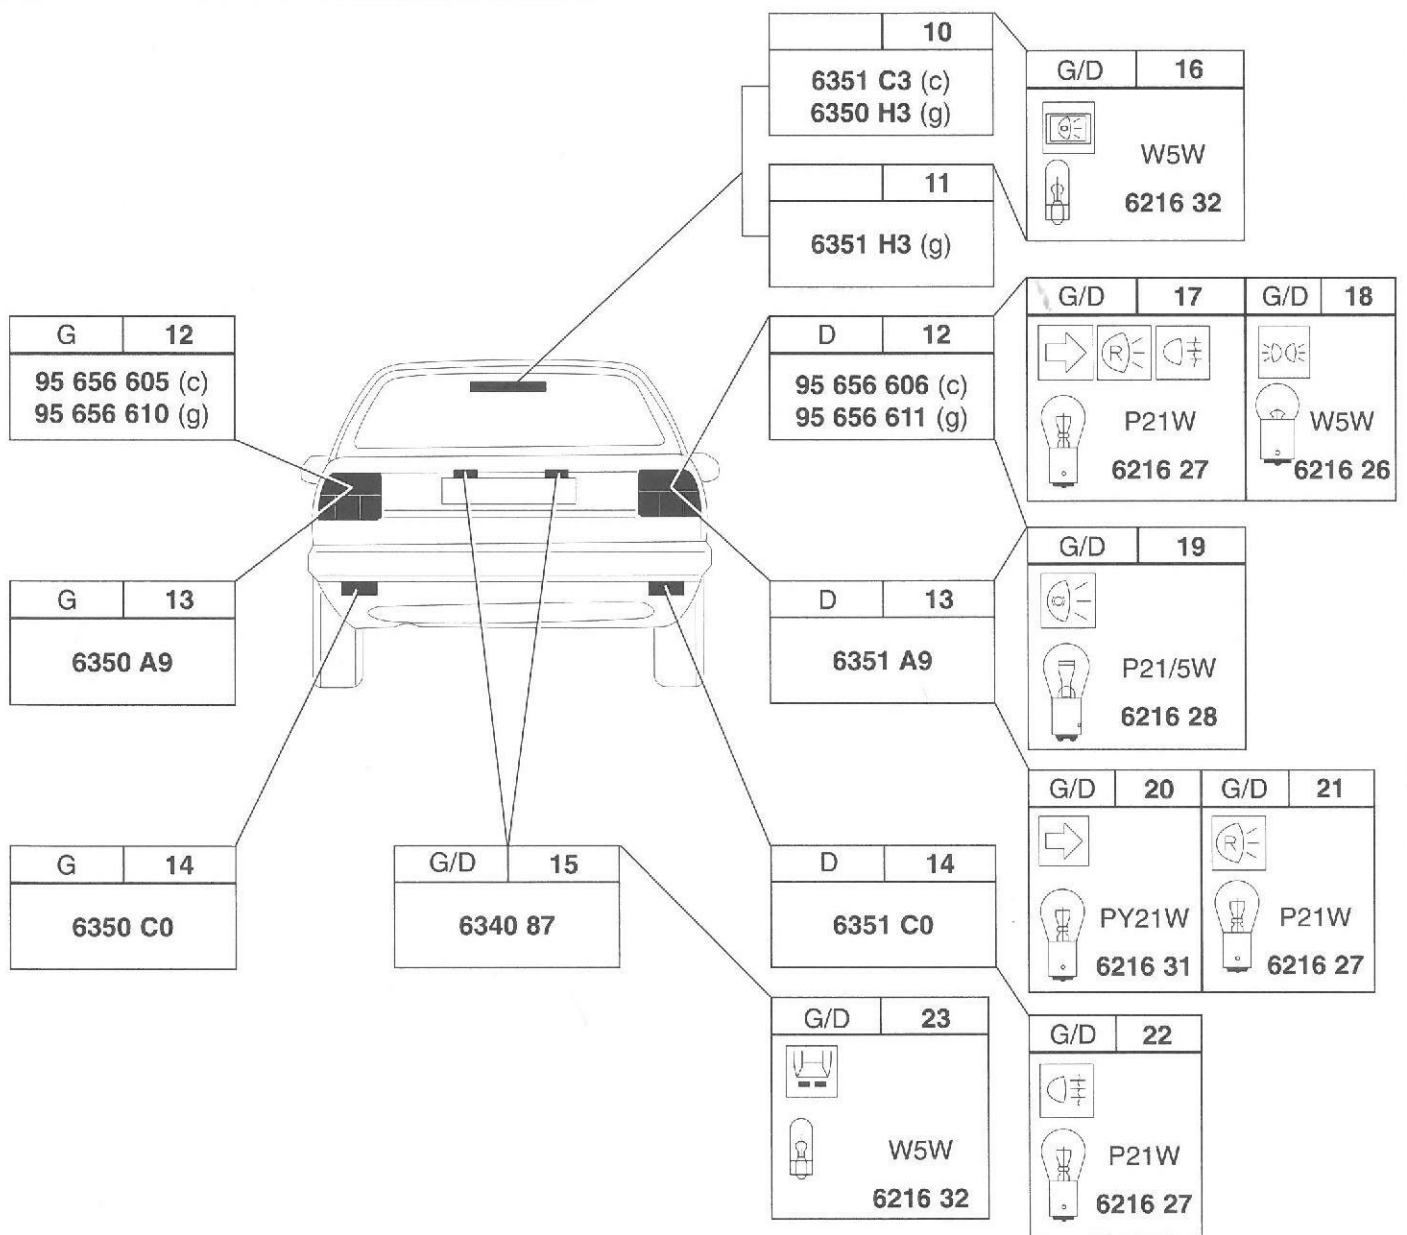 10
6351 C3 (c)
6350 H3 (g)
G/D 16
W5W
6216 32
11
6351 H3 (g)
G 12
95 656 605 (c)
95 656 610 (g)
D 12
95 656 606 (c)
95 656 611 (g)
G/D 17
R
P21W
6216 27
G/D 18
W5W
6216 26
G 13
6350 A9
D 13
6351 A9
G/D 19
P21/5W
6216 28
G/D 20
PY21W
6216 31
G/D 21
R
P21W
6216 27
G 14
6350 C0
G/D 15
6340 87
D 14
6351 C0
G/D 23
W5W
6216 32
G/D 22
P21W
6216 27